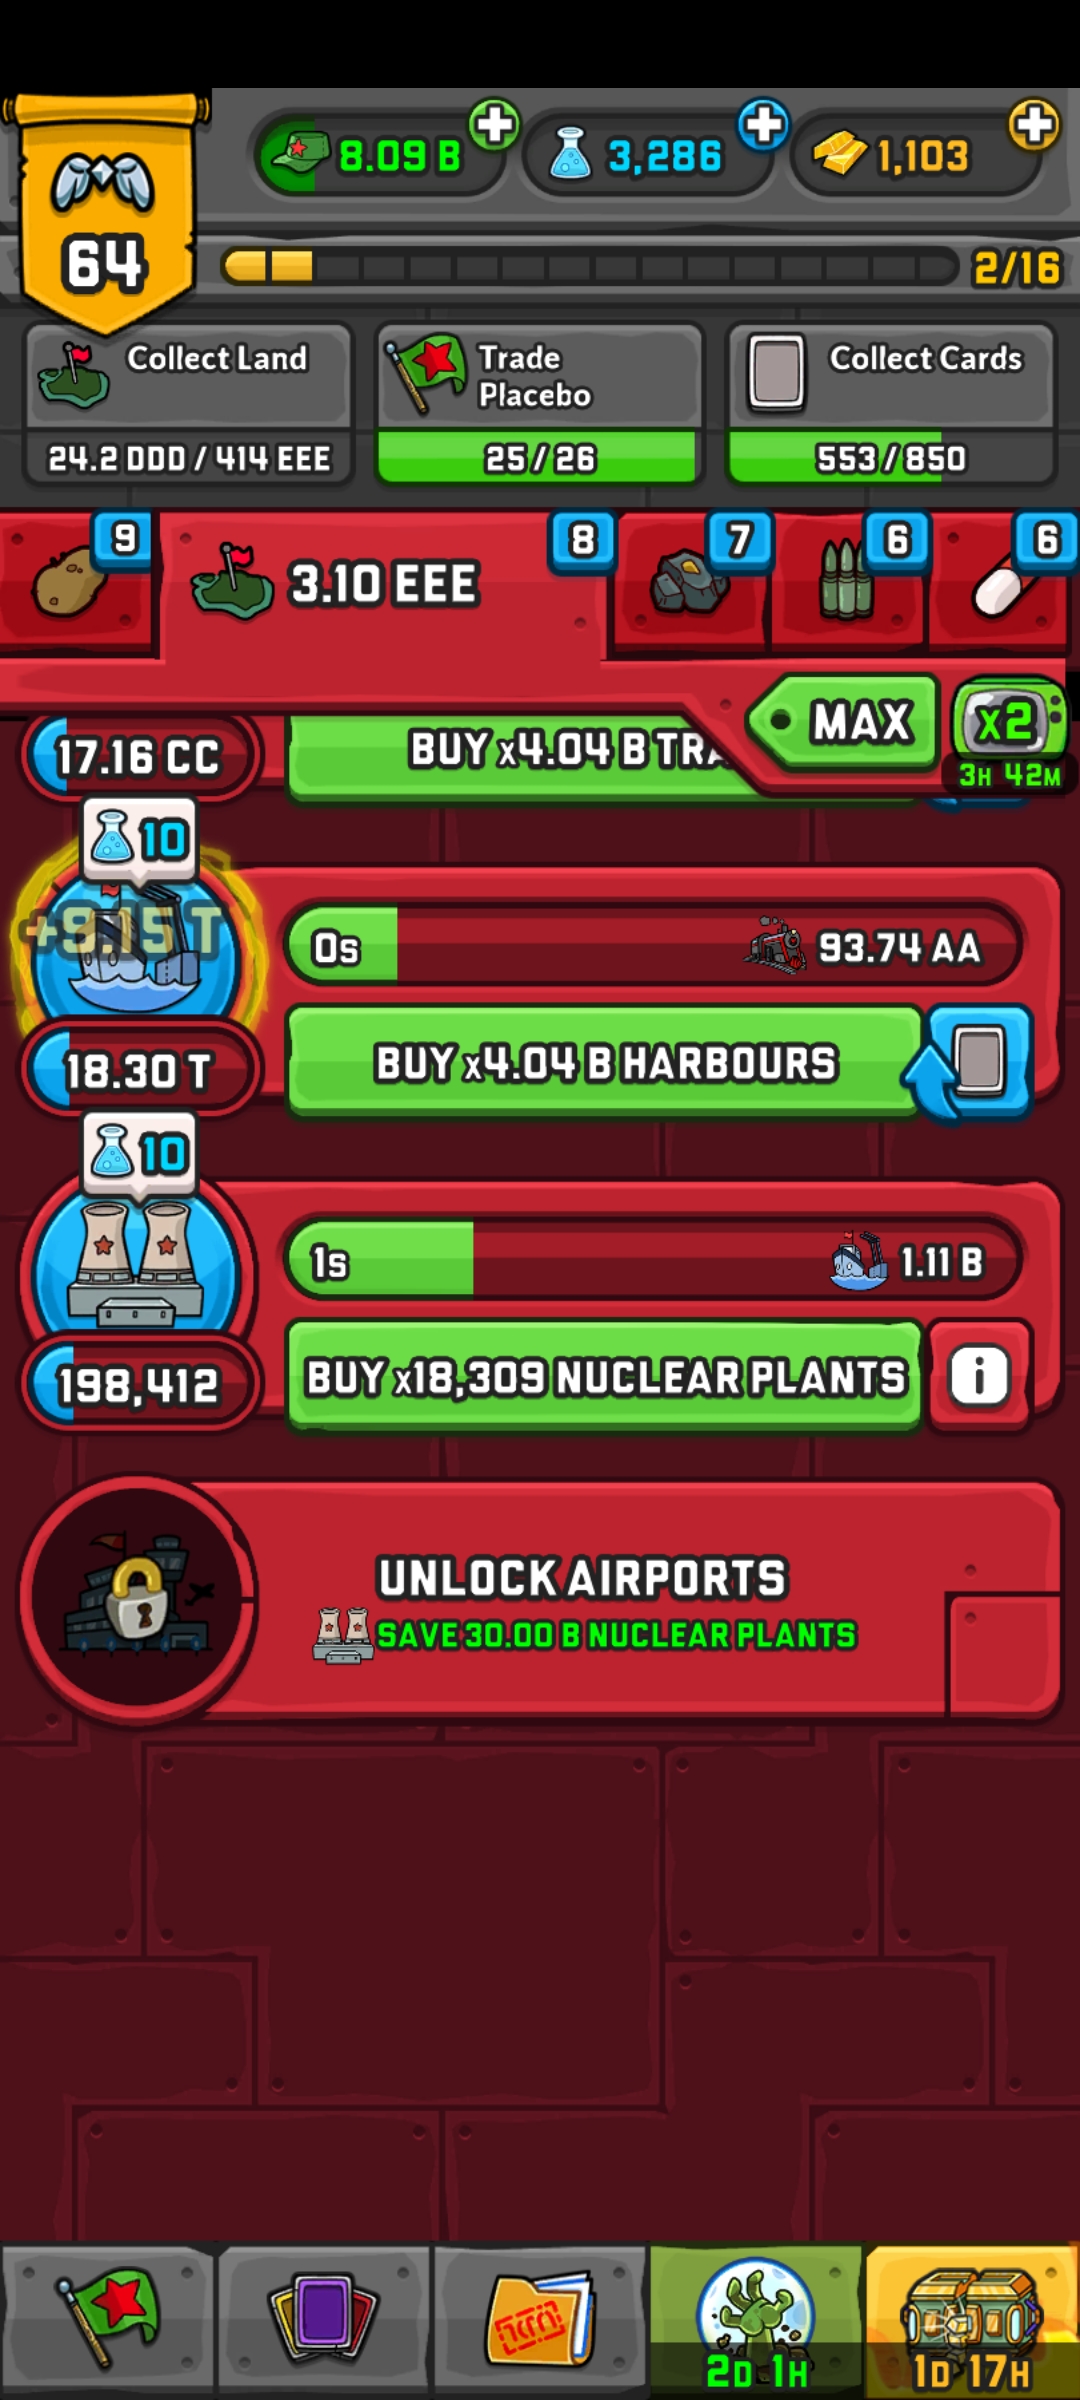 8.09 B
3,286
1,103
64
2/16
Collect Land
24.2 DDD / 414 EEE
Trade
Placebo
25 / 26
Collect Cards
553 / 850
9
3.10 EEE
8
7
6
6
MAX
x2
3H 42M
17.16 CC
BUY x4.04 B
10
+9.15 T
0s
93.74 AA
18.30 T
BUY x4.04 B HARBOURS
10
1s
1.11 B
198,412
BUY x18,309 NUCLEAR PLANTS
i
UNLOCK AIRPORTS
SAVE 30.00 B NUCLEAR PLANTS
2D 1H
1D 17H